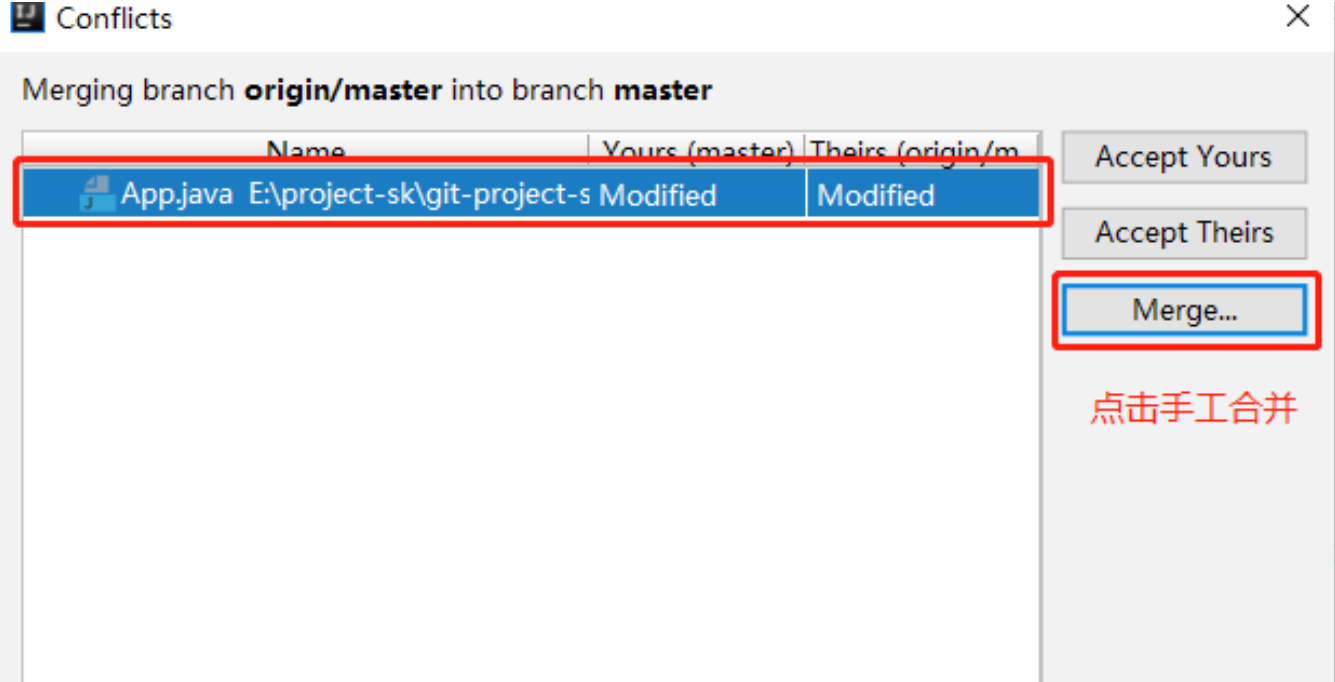 Conflicts
Merging branch origin/master into branch master
Name Yours (master) Theirs (origin/m
App.java E:\project-sk\git-project-s Modified Modified
Accept Yours
Accept Theirs
Merge...
点击手工合并